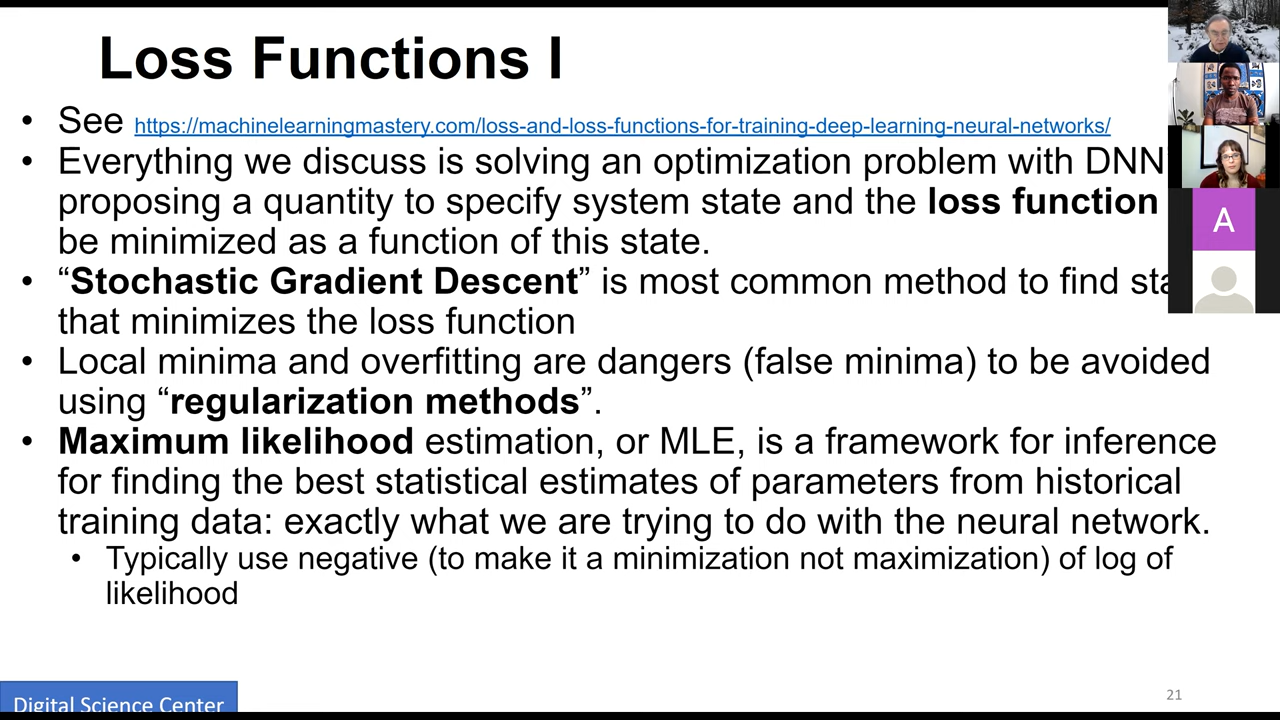 Loss Functions I
• See https://machinelearningmastery.com/loss-and-loss-functions-for-training-deep-learning-neural-networks/
• Everything we discuss is solving an optimization problem with DNN
proposing a quantity to specify system state and the loss function
be minimized as a function of this state.
• “Stochastic Gradient Descent” is most common method to find
that minimizes the loss function
• Local minima and overfitting are dangers (false minima) to be avoided
using “regularization methods”.
• Maximum likelihood estimation, or MLE, is a framework for inference
for finding the best statistical estimates of parameters from historical
training data: exactly what we are trying to do with the neural network.
• Typically use negative (to make it a minimization not maximization) of log of
likelihood
A
Digital Science Center
21